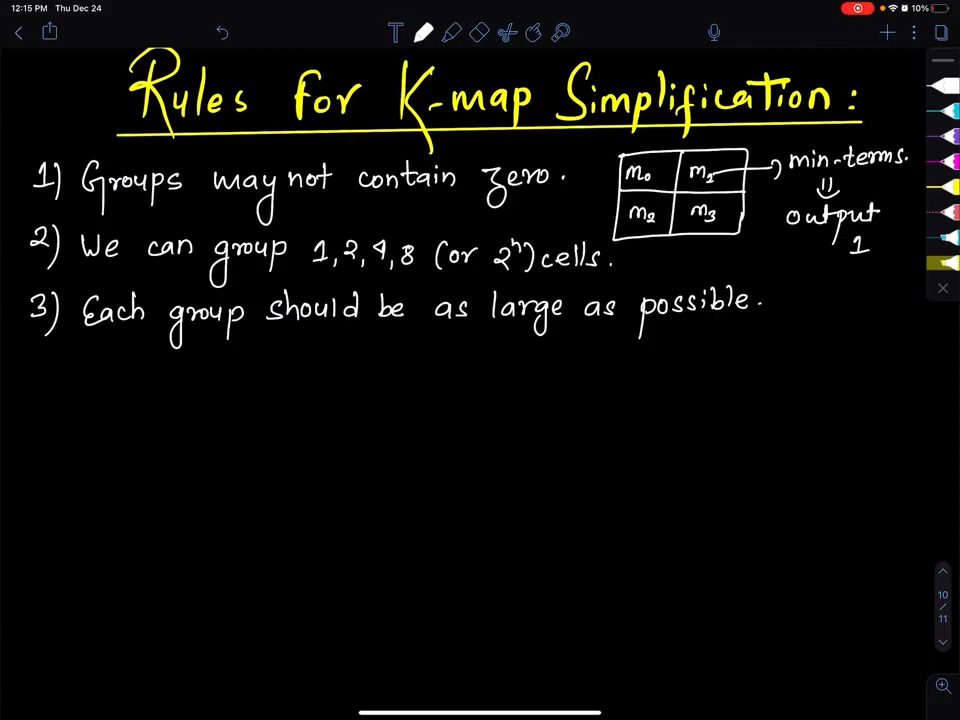 12:15 PM Thu Dec 24
10%
Rules for K-map Simplification:
1) Groups may not contain zero.
m0 m1
min-terms.
m2 m3
output
1
2) We can group 1,2,4,8 (or 2^n) cells.
3) Each group should be as large as possible.
10
/
11